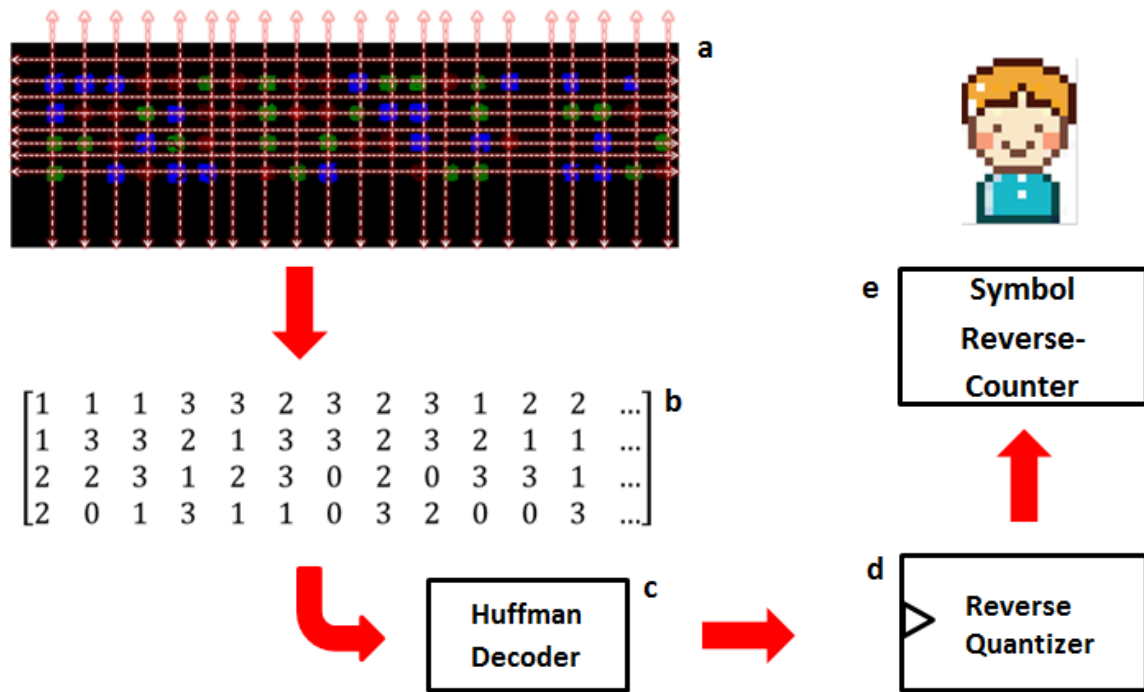 a
b
1 1 1 3 3 2 3 2 3 1 2 2 ...
1 3 3 2 1 3 3 2 3 2 1 1 ...
2 2 3 1 2 3 0 2 0 3 3 1 ...
2 0 1 3 1 1 0 3 2 0 0 3 ...
c
Huffman
Decoder
d
Reverse
Quantizer
e
Symbol
Reverse-
Counter